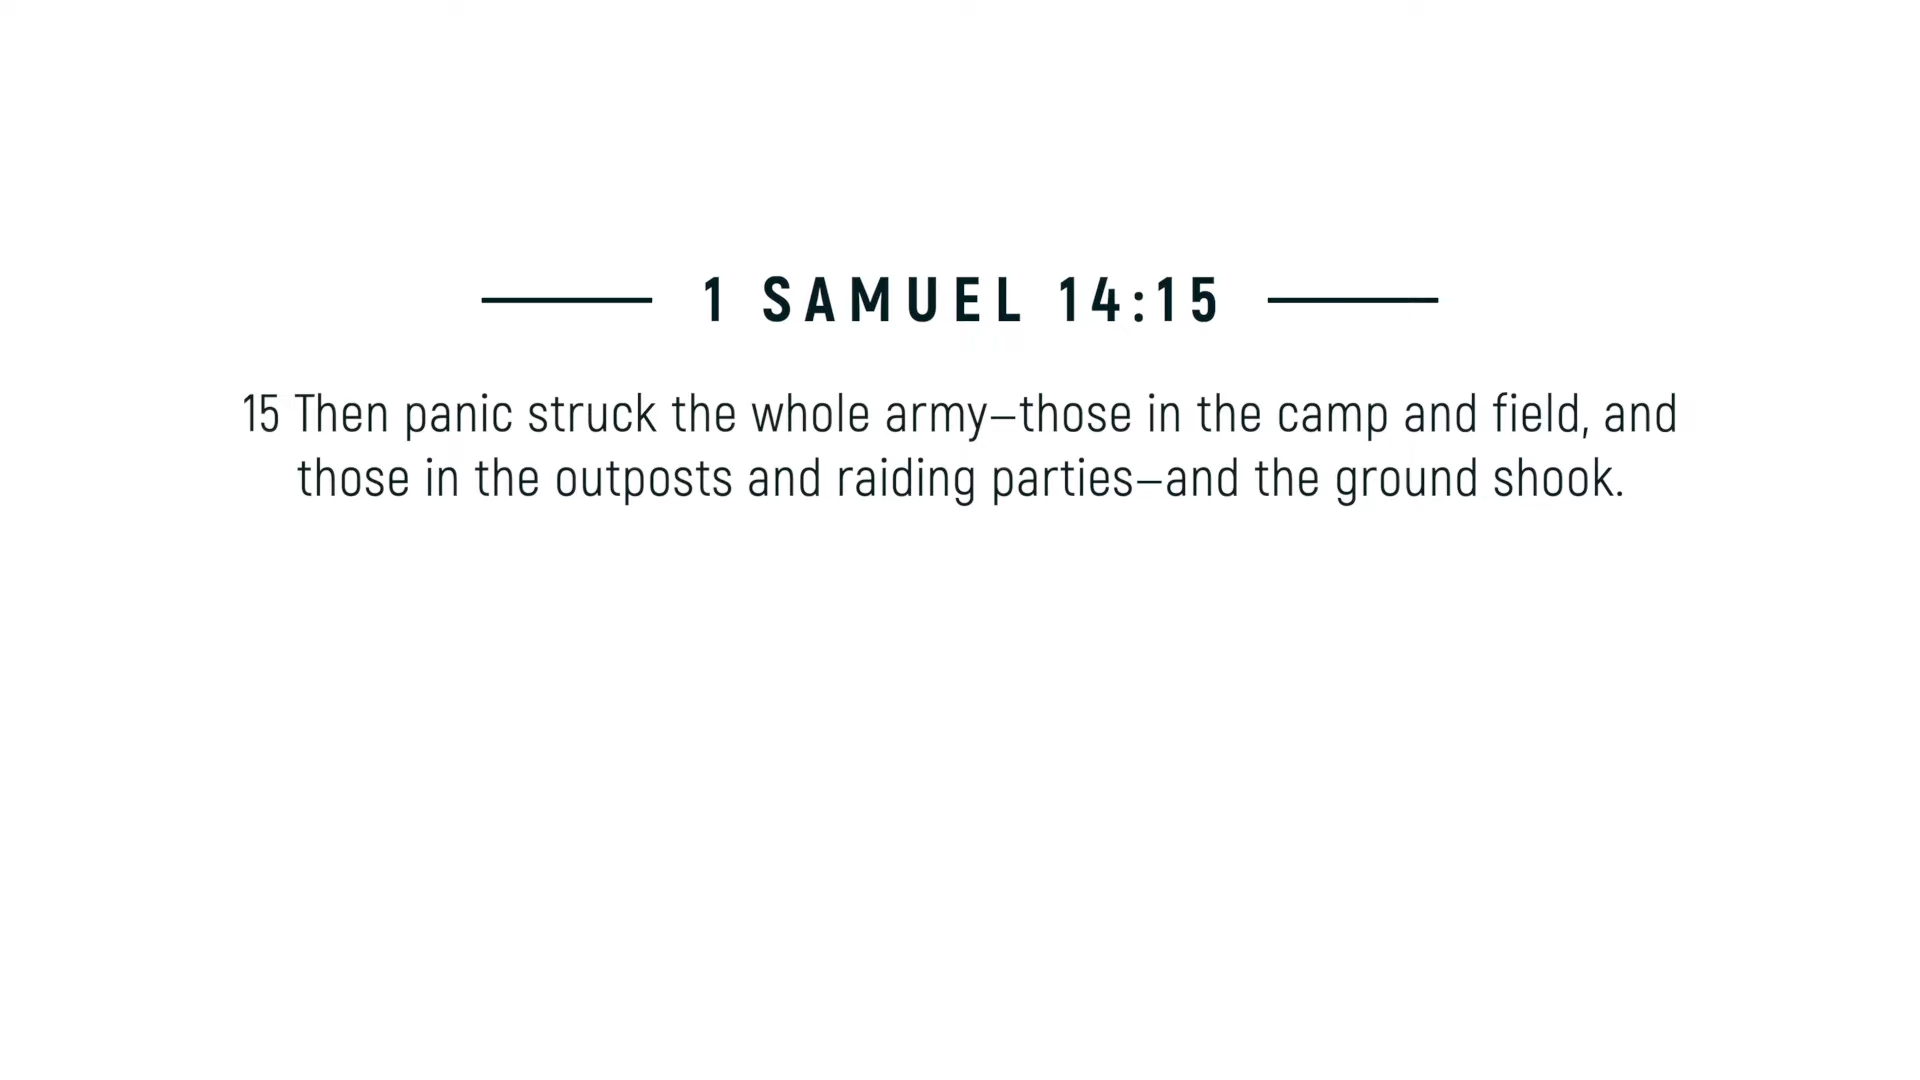 1 SAMUEL 14:15
15 Then panic struck the whole army—those in the camp and field, and
those in the outposts and raiding parties—and the ground shook.